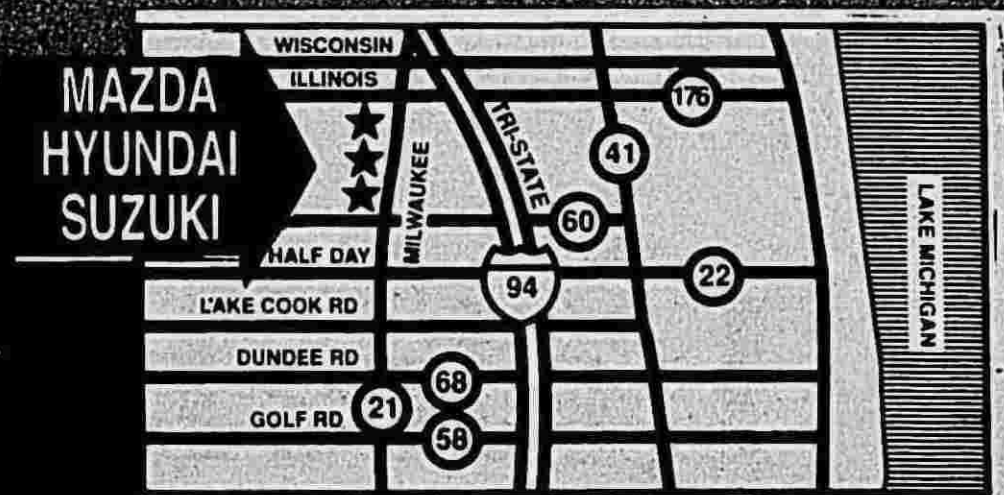 MAZDA
HYUNDAI
SUZUKI
WISCONSIN
ILLINOIS
176
TRI-STATE
41
MILWAUKEE
60
HALF DAY
94
22
LAKE COOK RD
DUNDEE RD
68
21
GOLF RD
58
LAKE MICHIGAN